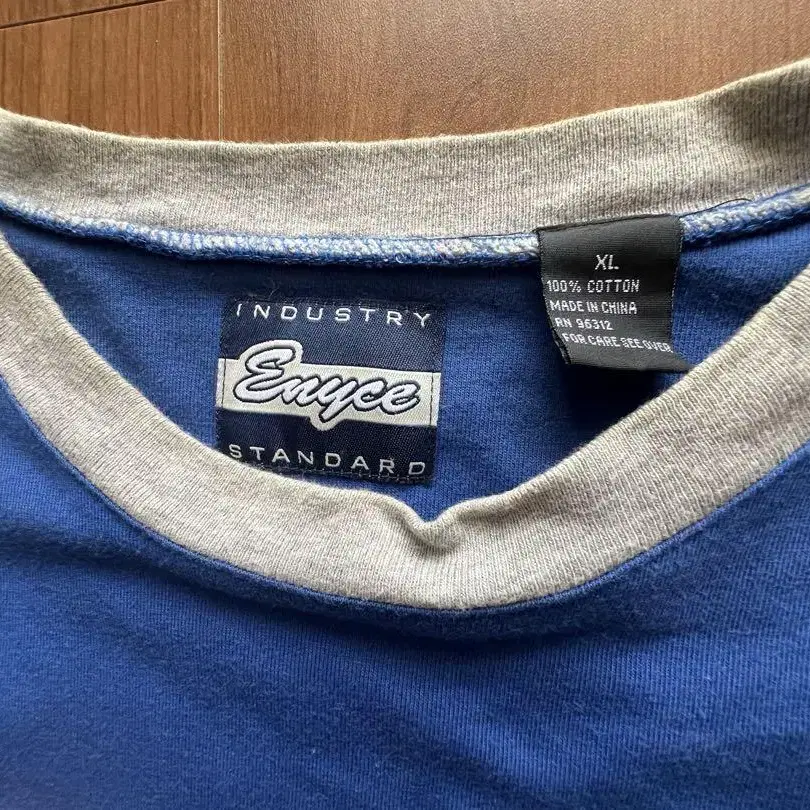 INDUSTRY
Enyce
STANDARD
XL
100% COTTON
MADE IN CHINA
RN 96312
FOR CARE SEE OVER